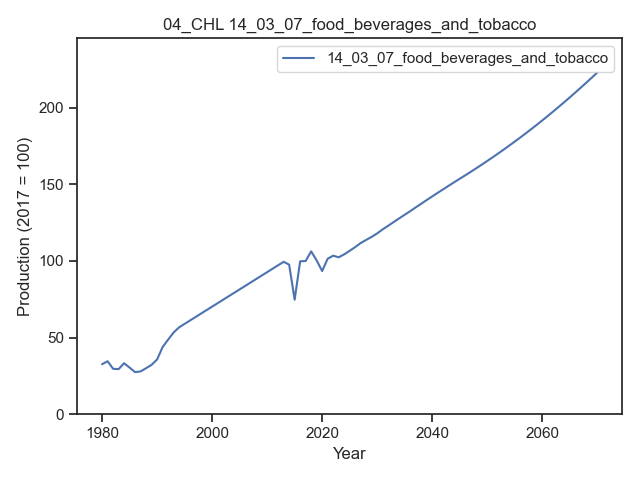 04_CHL 14_03_07_food_beverages_and_tobacco
14_03_07_food_beverages_and_tobacco
Production (2017 = 100)
200
150
100
50
0
1980 2000 2020 2040 2060
Year